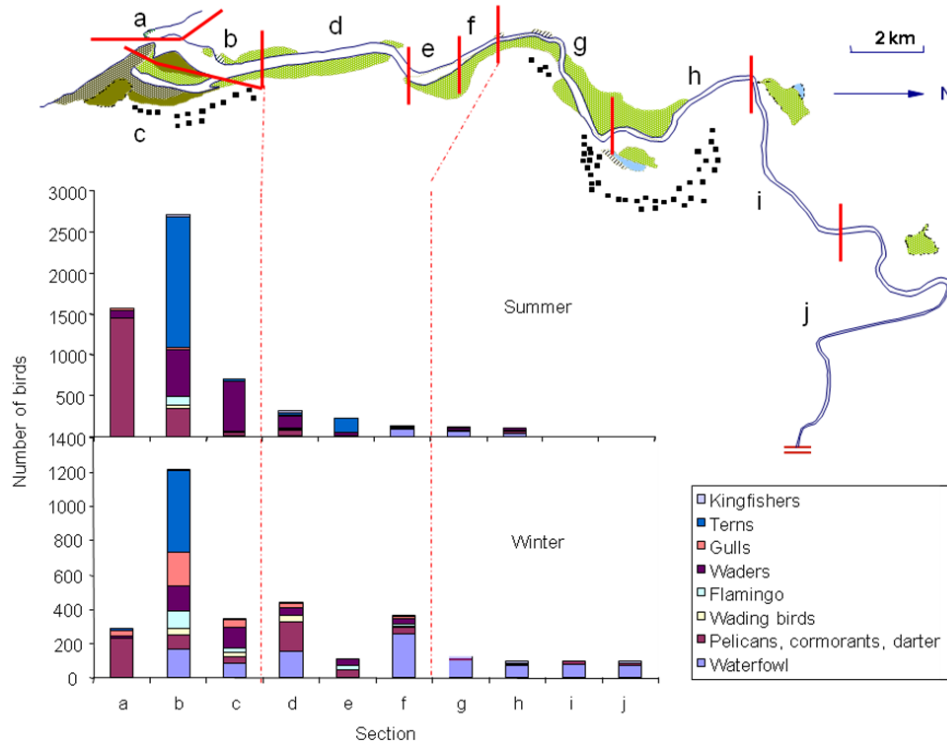 a
b
c
d
e
f
g
h
i
j
2 km
N
3000
2500
2000
1500
1000
500
1400
1200
1000
800
600
400
200
0
Number of birds
Summer
Winter
a b c d e f g h i j
Section
Kingfishers
Terns
Gulls
Waders
Flamingo
Wading birds
Pelicans, cormorants, darter
Waterfowl